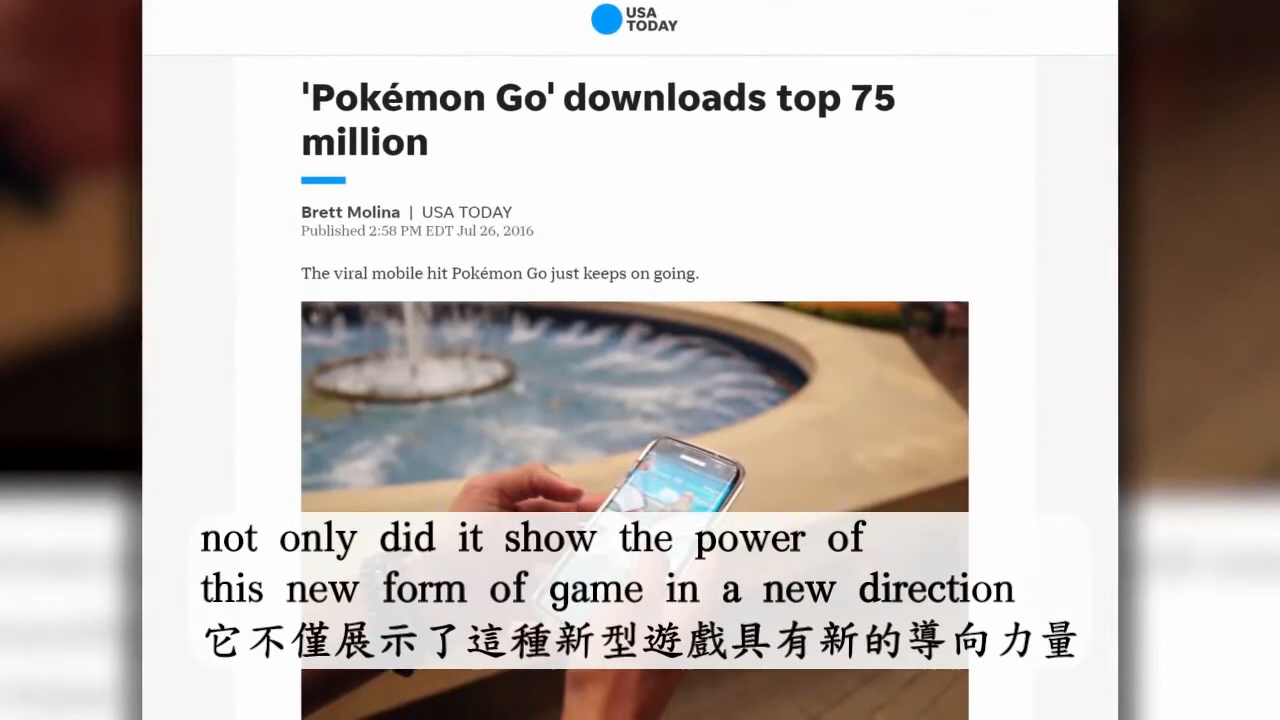 USA
TODAY
'Pokémon Go' downloads top 75
million
Brett Molina | USA TODAY
Published 2:58 PM EDT Jul 26, 2016
The viral mobile hit Pokémon Go just keeps on going.
not only did it show the power of
this new form of game in a new direction
它不僅展示了這種新型遊戲具有新的導向力量